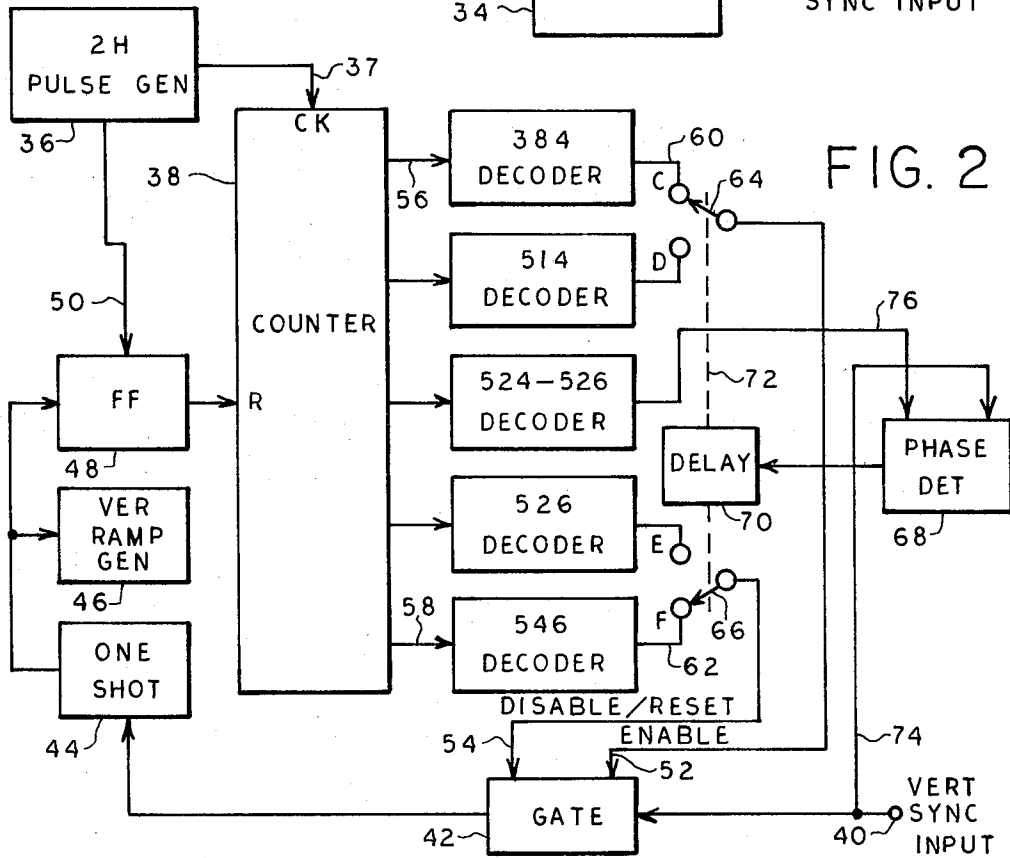 34
SYNC INPUT
2H
PULSE GEN
36
37
CK
38
COUNTER
R
50
FF
48
VER
RAMP
GEN
46
ONE
SHOT
44
56
384
DECODER
60
C
64
FIG. 2
514
DECODER
D
76
524-526
DECODER
72
DELAY
70
PHASE
DET
68
526
DECODER
E
58
546
DECODER
F
62
66
DISABLE/RESET
54
ENABLE
52
74
GATE
42
VERT
SYNC
INPUT
40